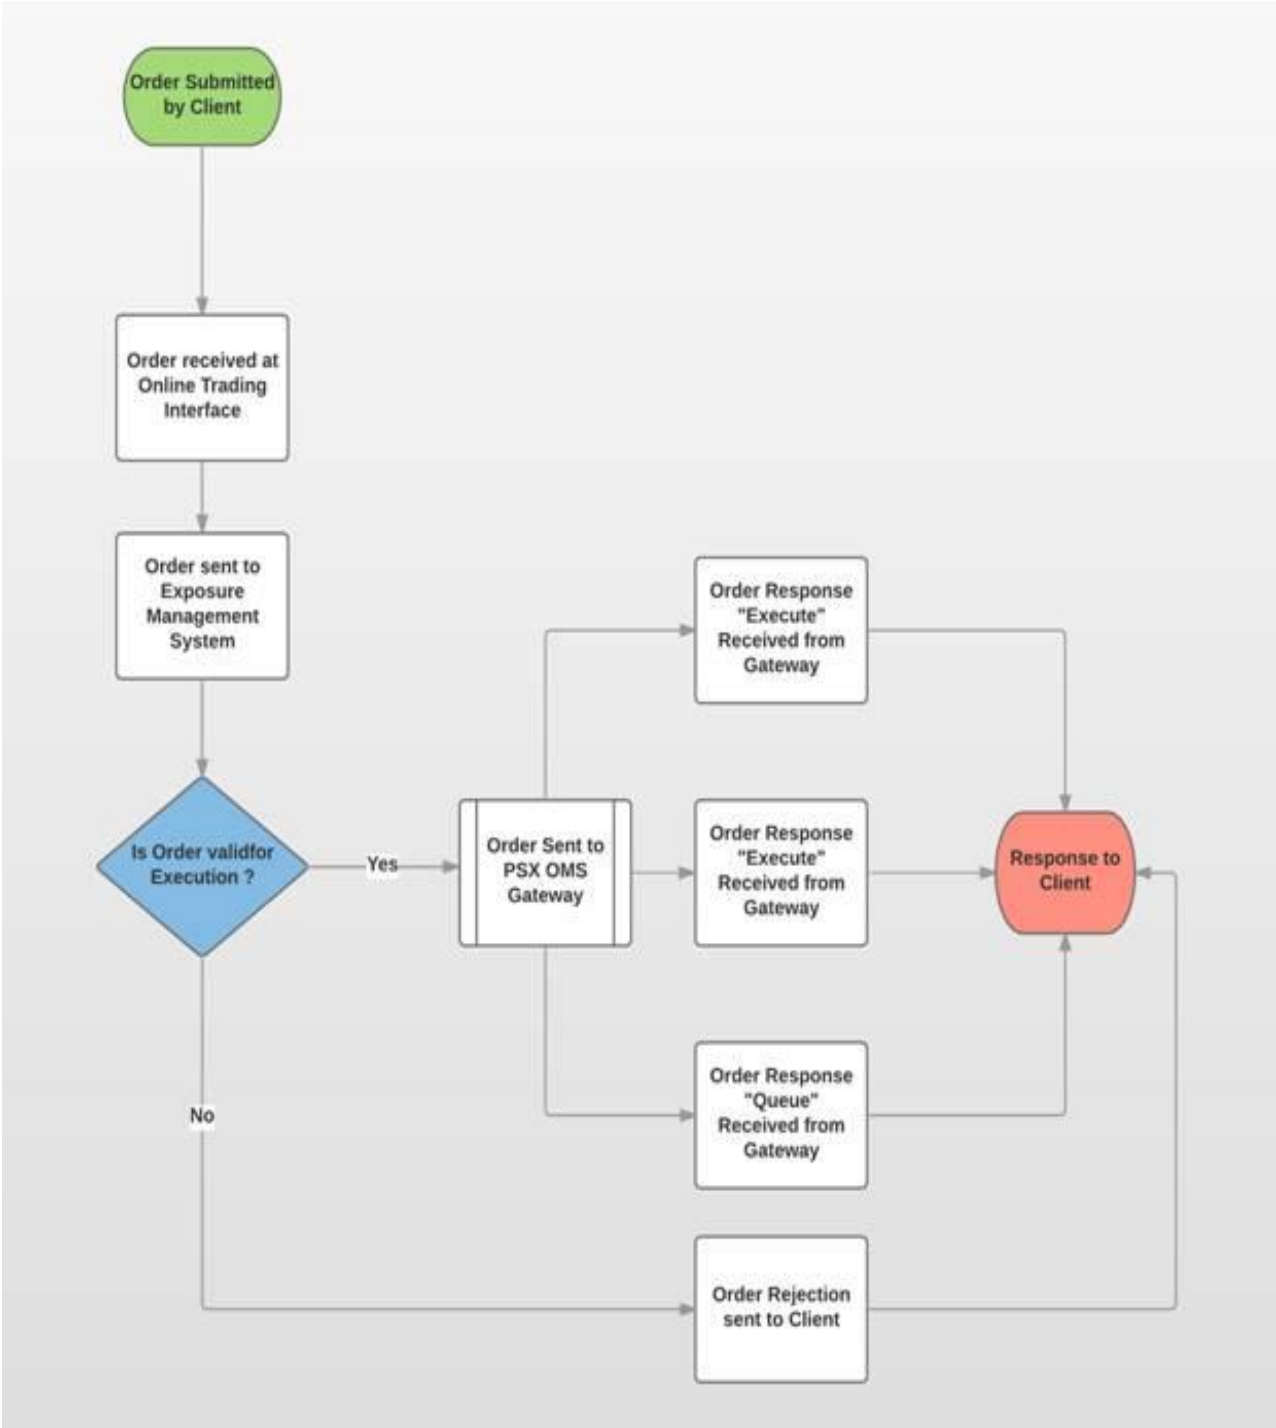 Order Submitted
by Client
Order received at
Online Trading
Interface
Order sent to
Exposure
Management
System
Is Order validfor
Execution ?
Yes
No
Order Sent to
PSX OMS
Gateway
Order Response
"Execute"
Received from
Gateway
Order Response
"Execute"
Received from
Gateway
Order Response
"Queue"
Received from
Gateway
Order Rejection
sent to Client
Response to
Client